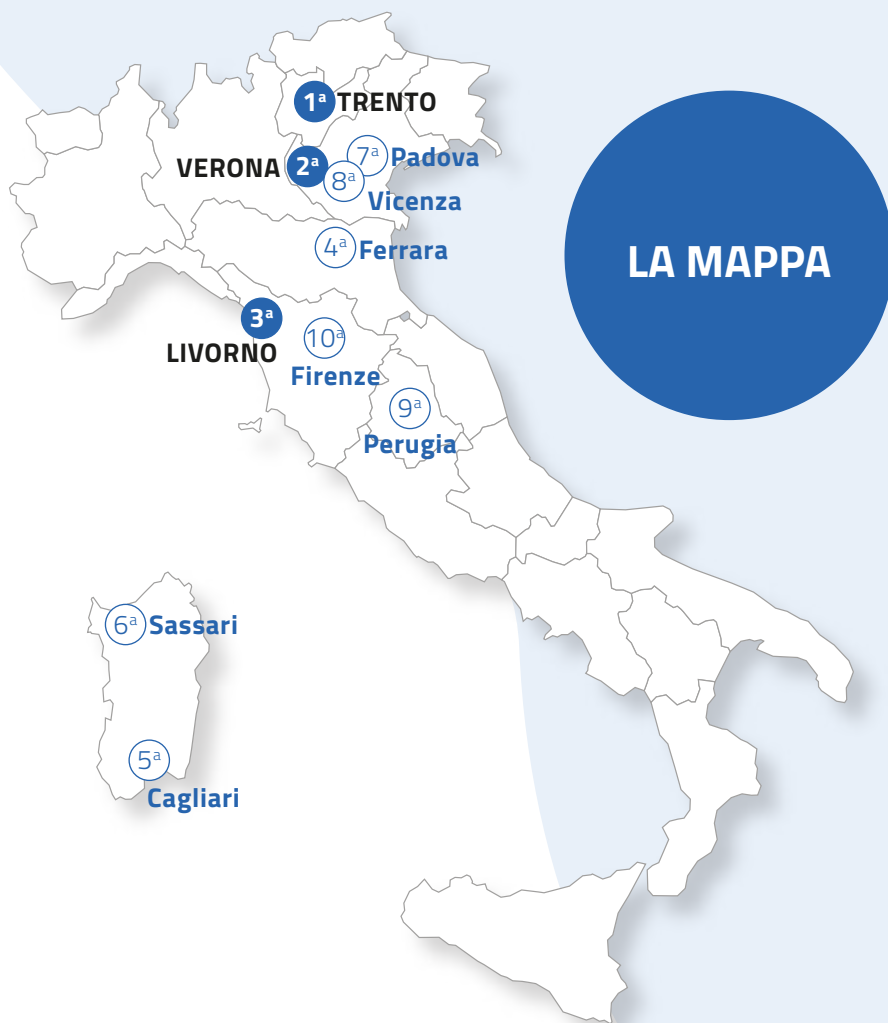 1ª TRENTO
VERONA 2ª
7ª Padova
8ª
Vicenza
4ª Ferrara
LA MAPPA
3ª
LIVORNO
10ª
Firenze
9ª
Perugia
6ª Sassari
5ª
Cagliari